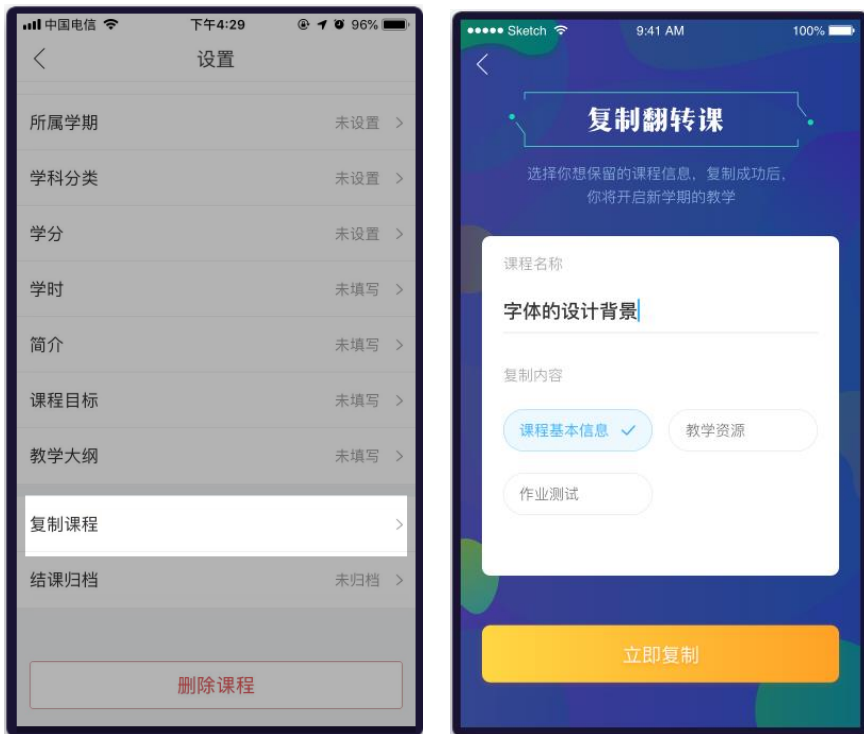 中国电信 下午4:29 96%
设置
所属学期 未设置
学科分类 未设置
学分 未设置
学时 未填写
简介 未填写
课程目标 未填写
教学大纲 未填写
复制课程
结课归档 未归档
删除课程
Sketch 9:41 AM 100%
复制翻转课
选择你想保留的课程信息，复制成功后，
你将开启新学期的教学
课程名称
字体的设计背景
复制内容
课程基本信息 教学资源
作业测试
立即复制